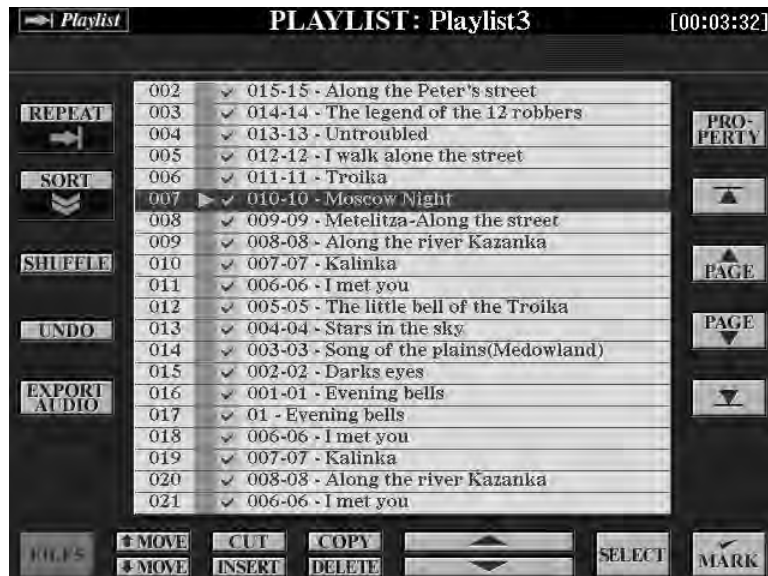 Playlist
PLAYLIST: Playlist3
[00:03:32]
REPEAT
SORT
SHUFFLE
UNDO
EXPORT
AUDIO
002 015-15 - Along the Peter's street
003 014-14 - The legend of the 12 robbers
004 013-13 - Untroubled
005 012-12 - I walk alone the street
006 011-11 - Troika
007 010-10 - Moscow Night
008 009-09 - Metelitza-Along the street
009 008-08 - Along the river Kazanka
010 007-07 - Kalinka
011 006-06 - I met you
012 005-05 - The little bell of the Troika
013 004-04 - Stars in the sky
014 003-03 - Song of the plains(Medowland)
015 002-02 - Darks eyes
016 001-01 - Evening bells
017 01 - Evening bells
018 006-06 - I met you
019 007-07 - Kalinka
020 008-08 - Along the river Kazanka
021 006-06 - I met you
PRO-
PERTY
PAGE
PAGE
FILES
MOVE
CUT
COPY
SELECT
MARK
MOVE
INSERT
DELETE